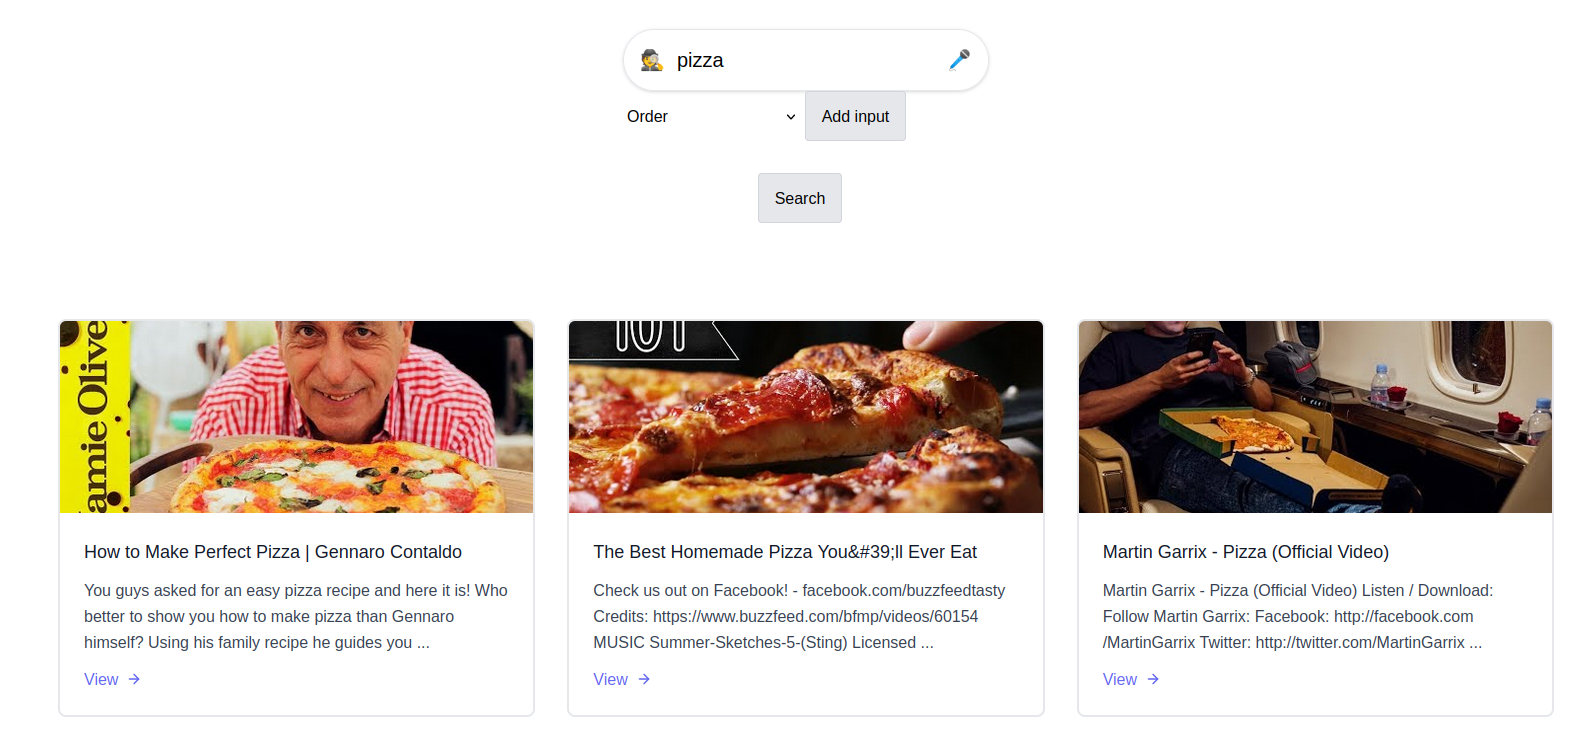 pizza
Order
Add input
Search
amie Olive
101
How to Make Perfect Pizza | Gennaro Contaldo
You guys asked for an easy pizza recipe and here it is! Who
better to show you how to make pizza than Gennaro
himself? Using his family recipe he guides you ...
View
The Best Homemade Pizza You&#39;ll Ever Eat
Check us out on Facebook! - facebook.com/buzzfeedtasty
Credits: https://www.buzzfeed.com/bfmp/videos/60154
MUSIC Summer-Sketches-5-(Sting) Licensed ...
View
Martin Garrix - Pizza (Official Video)
Martin Garrix - Pizza (Official Video) Listen / Download:
Follow Martin Garrix: Facebook: http://facebook.com
/MartinGarrix Twitter: http://twitter.com/MartinGarrix ...
View